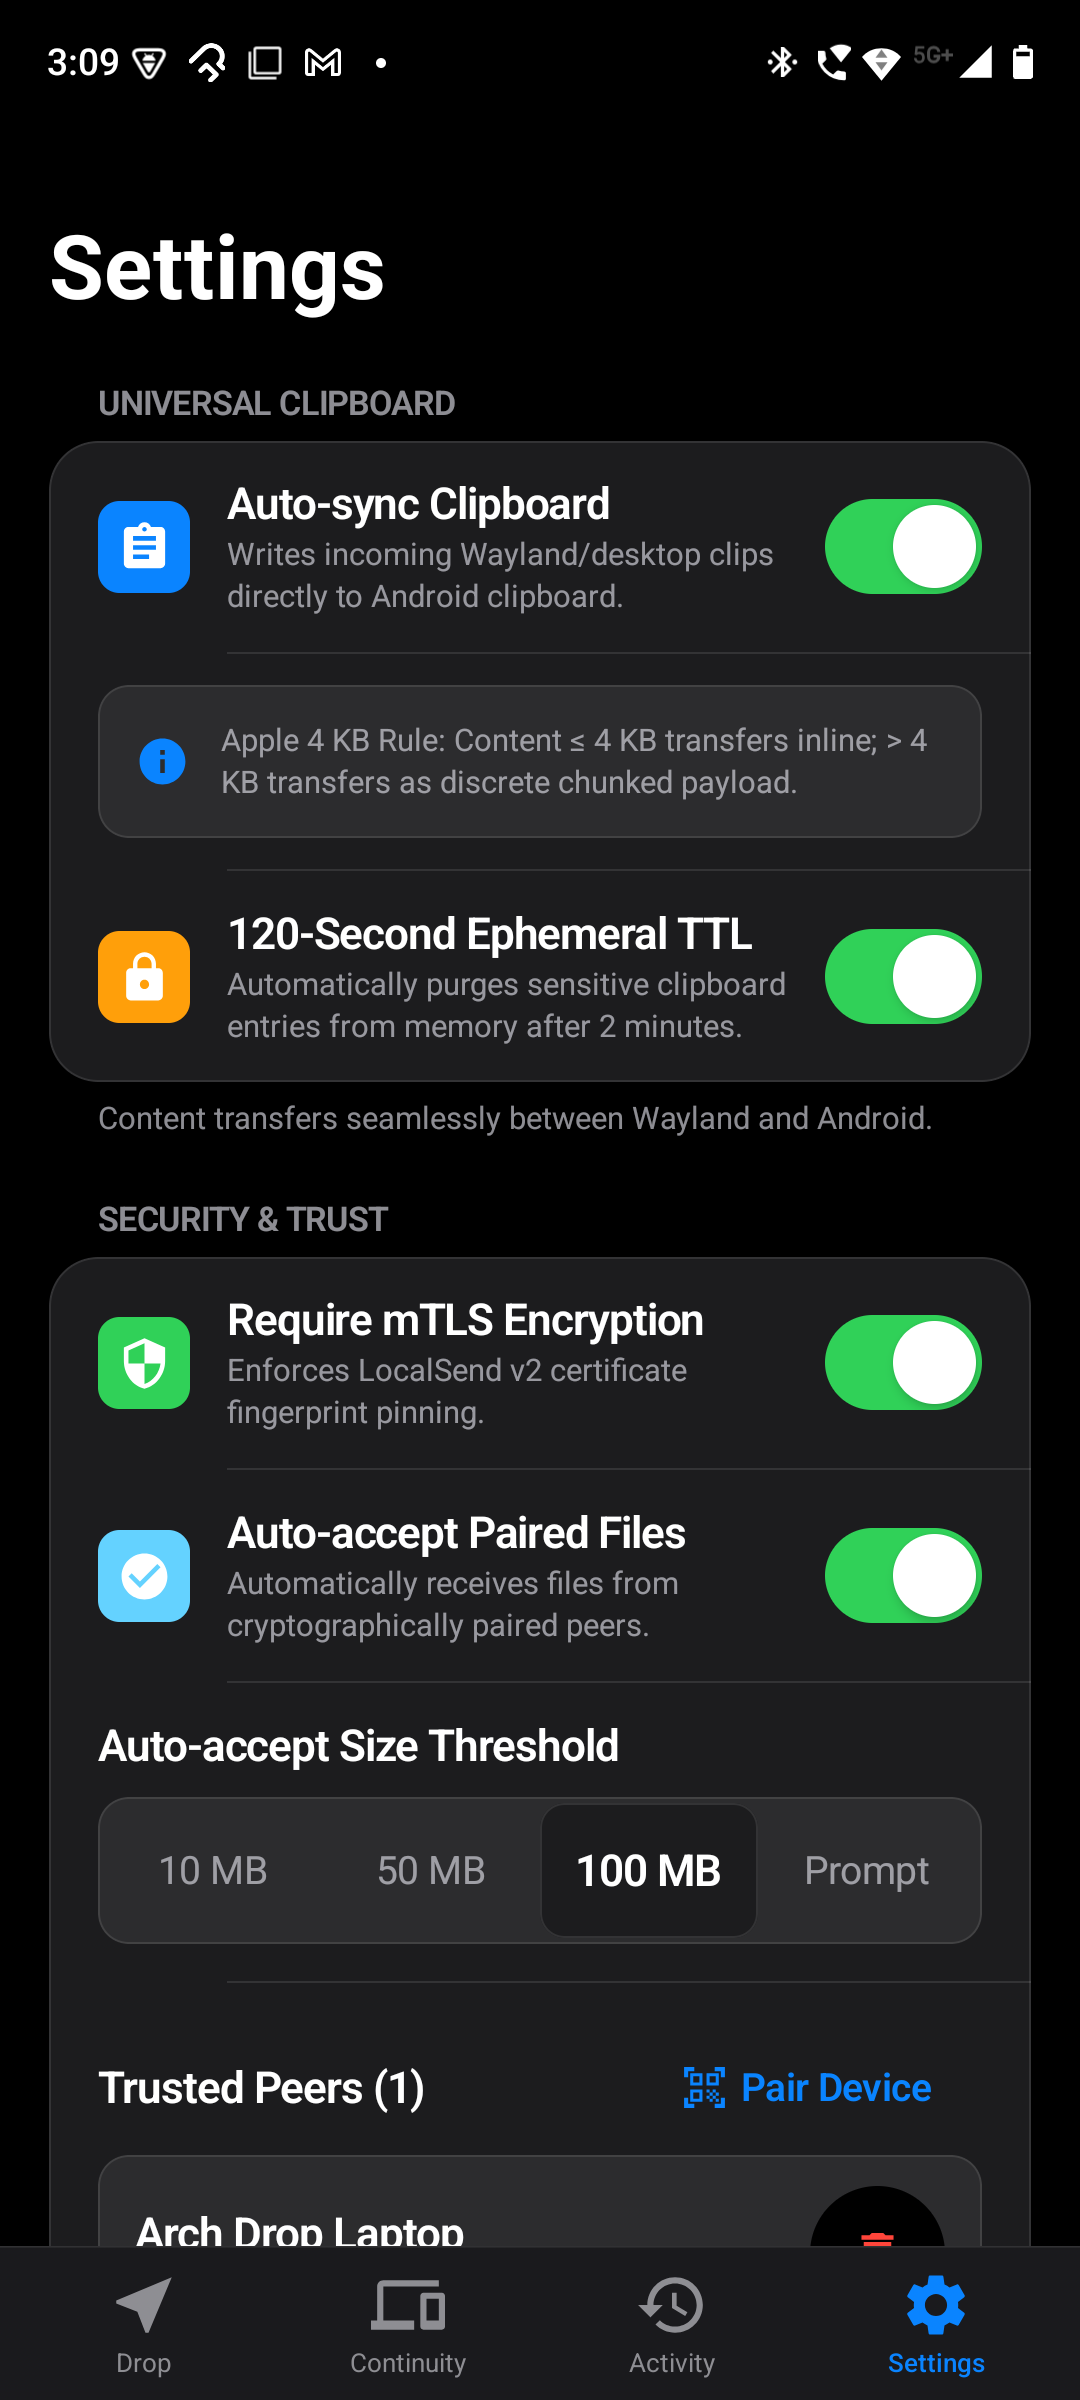 3:09
5G+
Settings
UNIVERSAL CLIPBOARD
Auto-sync Clipboard
Writes incoming Wayland/desktop clips
directly to Android clipboard.
Apple 4 KB Rule: Content ≤ 4 KB transfers inline; > 4
KB transfers as discrete chunked payload.
120-Second Ephemeral TTL
Automatically purges sensitive clipboard
entries from memory after 2 minutes.
Content transfers seamlessly between Wayland and Android.
SECURITY & TRUST
Require mTLS Encryption
Enforces LocalSend v2 certificate
fingerprint pinning.
Auto-accept Paired Files
Automatically receives files from
cryptographically paired peers.
Auto-accept Size Threshold
10 MB 50 MB 100 MB Prompt
Trusted Peers (1) Pair Device
Arch Drop Laptop
Drop Continuity Activity Settings